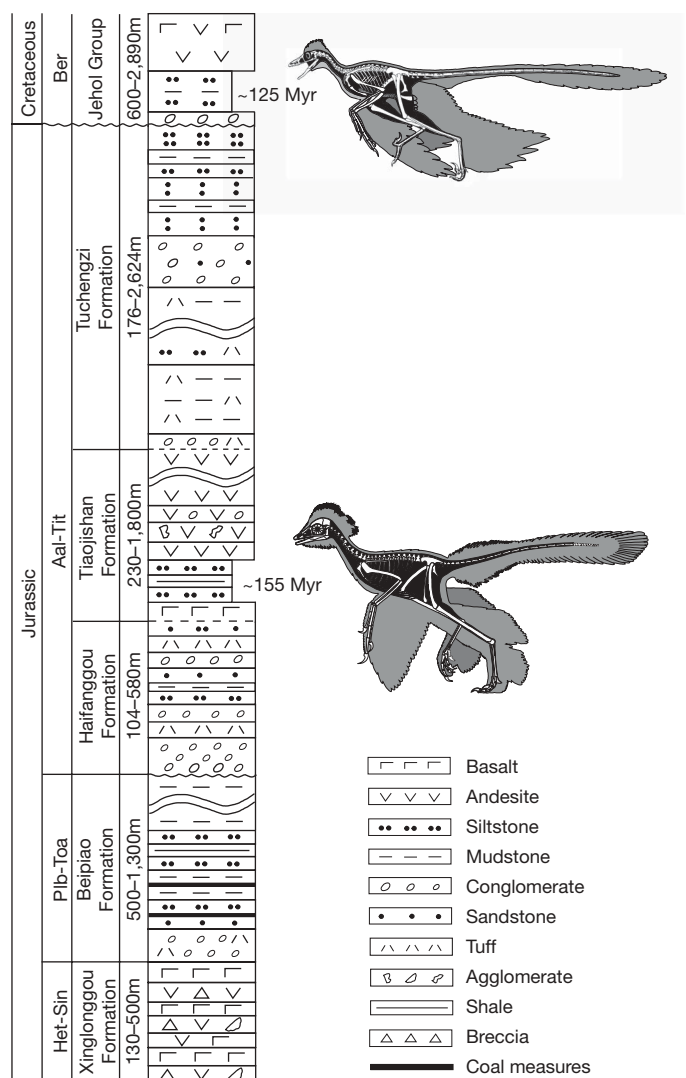 Cretaceous
Ber
Jehol Group
600–2,890m
~125 Myr
Jurassic
Aal-Tit
Tuchengzi
Formation
176–2,624m
Tiaojishan
Formation
230–1,800m
~155 Myr
Haifanggou
Formation
104–580m
Plb-Toa
Beipiao
Formation
500–1,300m
Het-Sin
Xinglonggou
Formation
130–500m
Basalt
Andesite
Siltstone
Mudstone
Conglomerate
Sandstone
Tuff
Agglomerate
Shale
Breccia
Coal measures